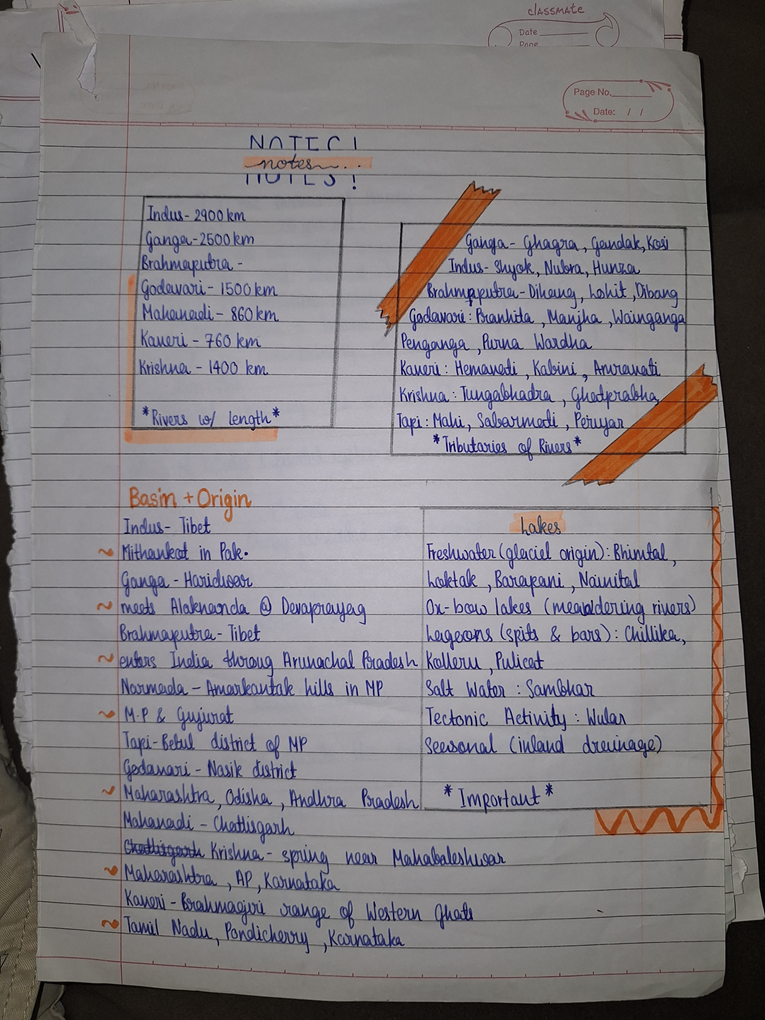 classmate
Date
Page
Page No.
Date: / /
NOTES!
notes~...
NOTES!
Indus- 2900 km
Ganga-2500 km
Brahmaputra -
Godavari - 1500 km
Mahanadi - 860 km
Kaveri - 760 km
Krishna - 1400 km
*Rivers w/ length*
Ganga- Ghagra, Gandak, Kosi
Indus- Shyok, Nubra, Hunza
Brahmaputra- Dihang, Lohit, Dibang
Godavari: Pranhita, Manjha, Wainganga
Penganga, Purna Wardha
Kaveri: Hemavadi, Kabini, Amravati
Krishna: Tungabhadra, Ghatprabha,
Tapi: Mahi, Sabarmati, Periyar
*Tributaries of Rivers*
Basin + Origin
Indus- Tibet
~ Mithankot in Pak.
Ganga - Haridwar
~ meets Alaknanda @ Devaprayag
Brahmaputra- Tibet
~ enters India throug Arunachal Pradesh
Narmada - Amarkantak hills in MP
~ M.P & Gujurat
Tapi- Betul district of MP
Godavari - Nasik district
~ Maharashtra, Odisha, Andhra Pradesh
Mahanadi - Chattisgarh
Chattisgarh Krishna - spring near Mahabaleshwar
~ Maharashtra, AP, Karnataka
Kaveri - Brahmagiri range of Western Ghats
~ Tamil Nadu, Pondicherry, Karnataka
Lakes
Freshwater (glacial origin): Bhimtal,
Loktak, Barapani, Nainital
Ox-bow lakes (meandering rivers)
Lagoons (spits & bars): Chillika,
Kolleru, Pulicat
Salt Water: Sambhar
Tectonic Activity: Wular
Seasonal (inland drainage)
*Important*